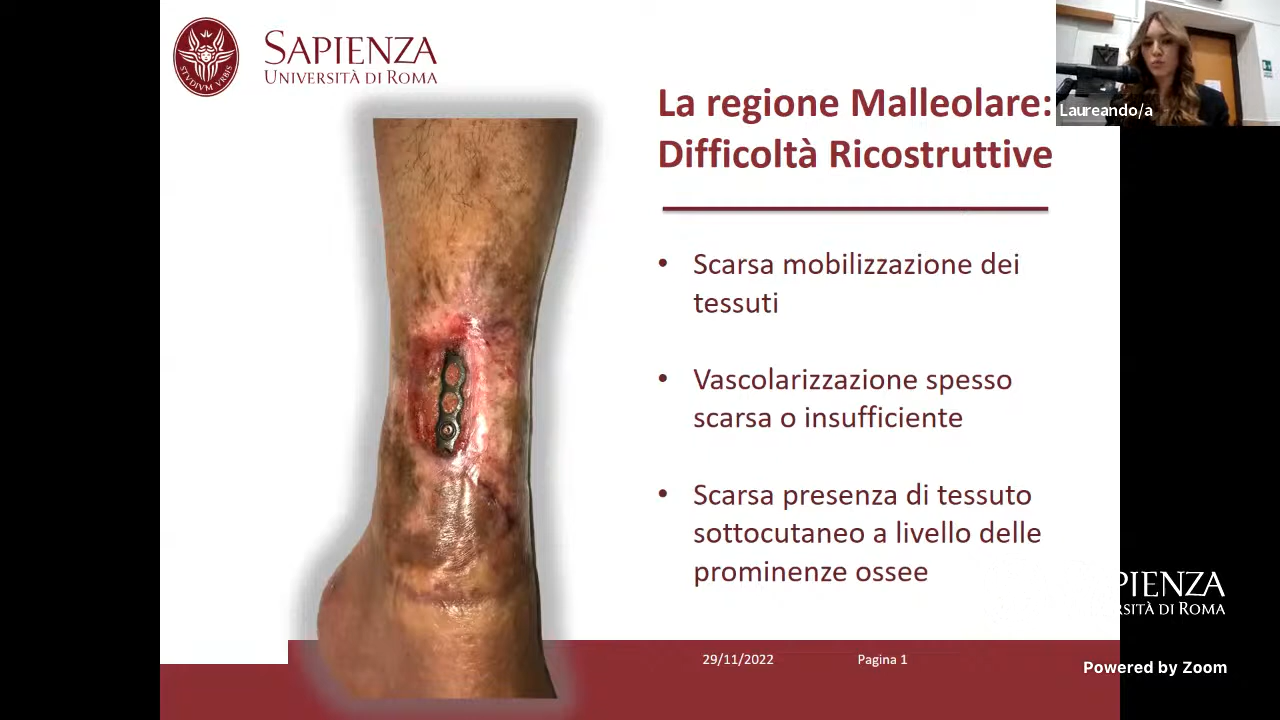 SAPIENZA
UNIVERSITÀ DI ROMA
STVDIVM VRBIS
La regione Malleolare:
Difficoltà Ricostruttive
Laureando/a
• Scarsa mobilizzazione dei
tessuti
• Vascolarizzazione spesso
scarsa o insufficiente
• Scarsa presenza di tessuto
sottocutaneo a livello delle
prominenze ossee
PIENZA
RSITÀ DI ROMA
29/11/2022
Pagina 1
Powered by Zoom